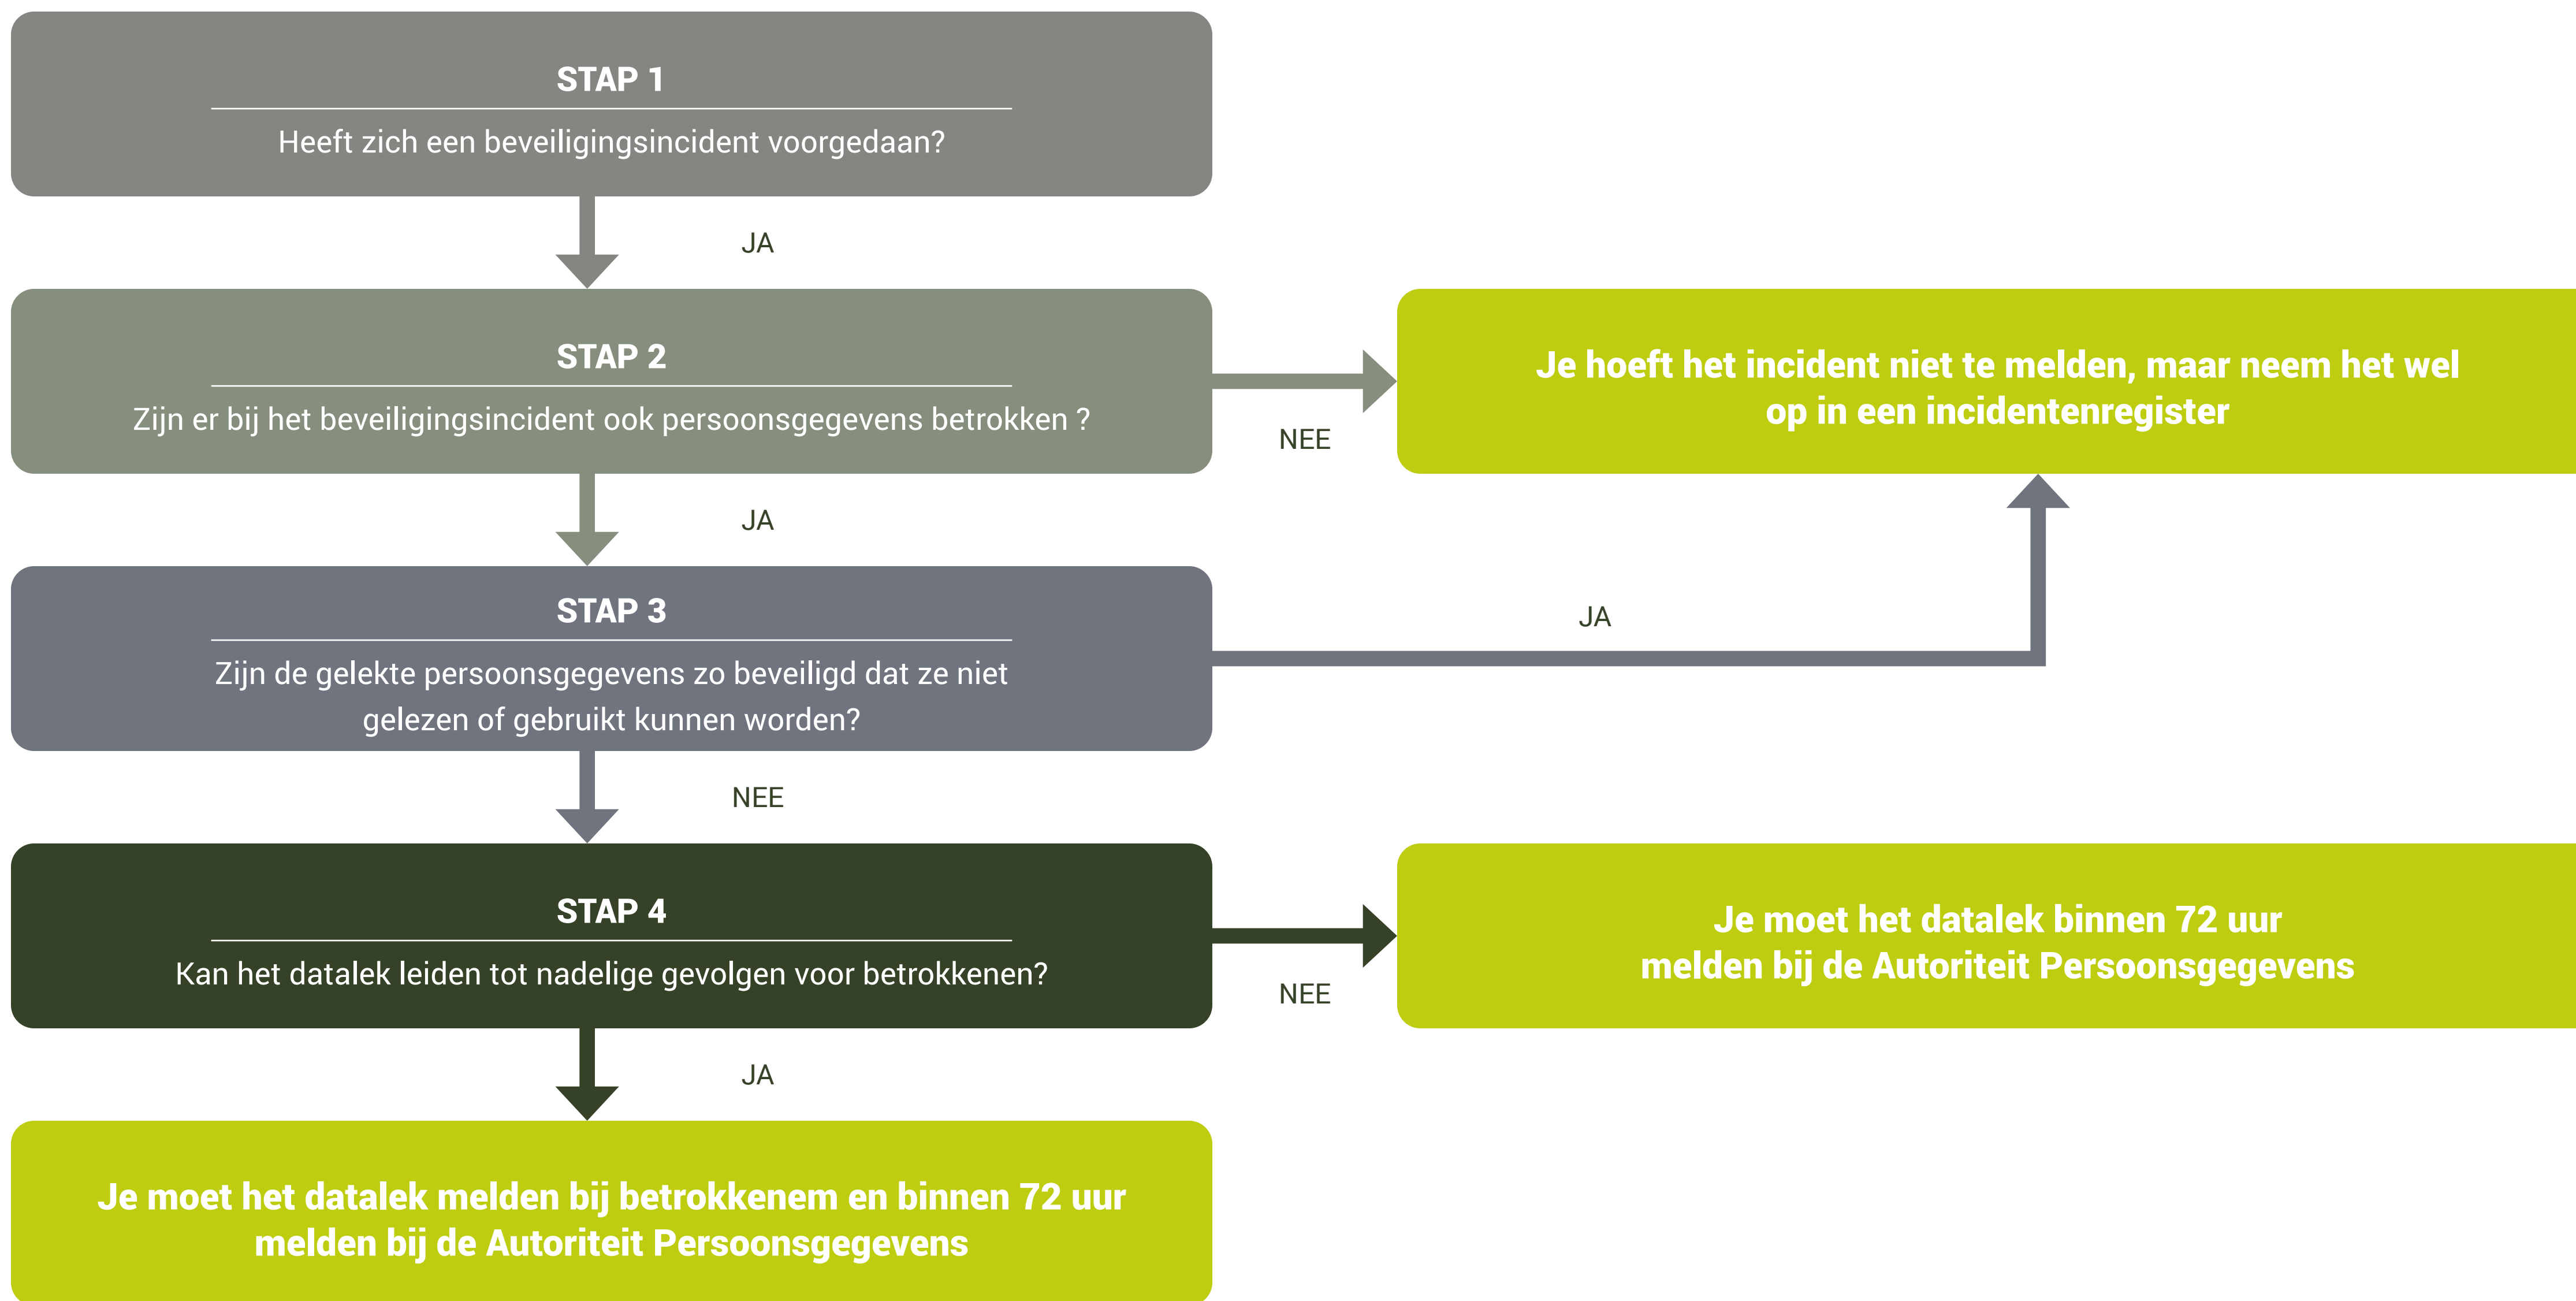 STAP 1
Heeft zich een beveiligingsincident voorgedaan?
JA
STAP 2
Zijn er bij het beveiligingsincident ook persoonsgegevens betrokken ?
NEE
Je hoeft het incident niet te melden, maar neem het wel
op in een incidentenregister
JA
STAP 3
Zijn de gelekte persoonsgegevens zo beveiligd dat ze niet
gelezen of gebruikt kunnen worden?
JA
NEE
STAP 4
Kan het datalek leiden tot nadelige gevolgen voor betrokkenen?
NEE
Je moet het datalek binnen 72 uur
melden bij de Autoriteit Persoonsgegevens
JA
Je moet het datalek melden bij betrokkenem en binnen 72 uur
melden bij de Autoriteit Persoonsgegevens